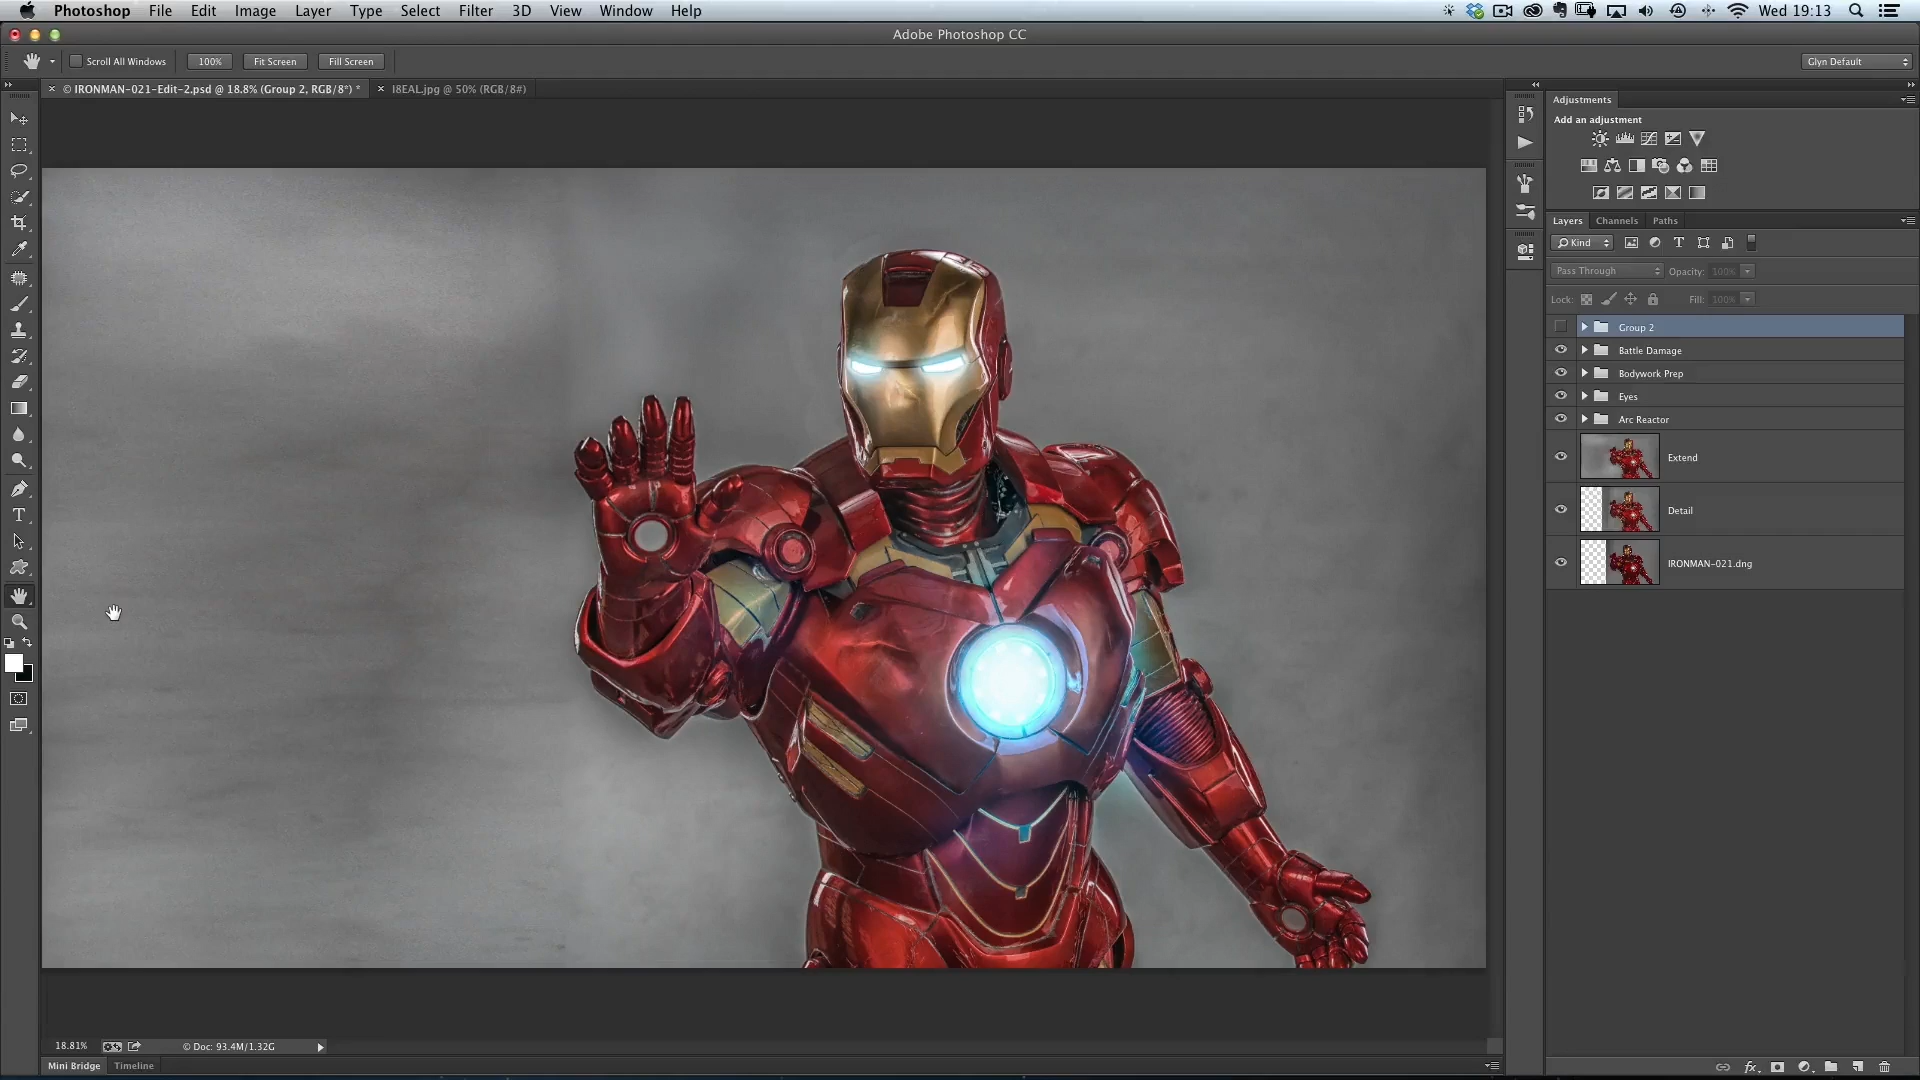 Photoshop File Edit Image Layer Type Select Filter 3D View Window Help Wed 19:13
Adobe Photoshop CC
Scroll All Windows 100% Fit Screen Fill Screen Glyn Default
© IRONMAN-021-Edit-2.psd @ 18.8% (Group 2, RGB/8*) * I8EAL.jpg @ 50% (RGB/8#)
Adjustments
Add an adjustment
Layers Channels Paths
Kind
Pass Through Opacity: 100%
Lock: Fill: 100%
Group 2
Battle Damage
Bodywork Prep
Eyes
Arc Reactor
Extend
Detail
IRONMAN-021.dng
18.81% © Doc: 93.4M/1.32G
Mini Bridge Timeline